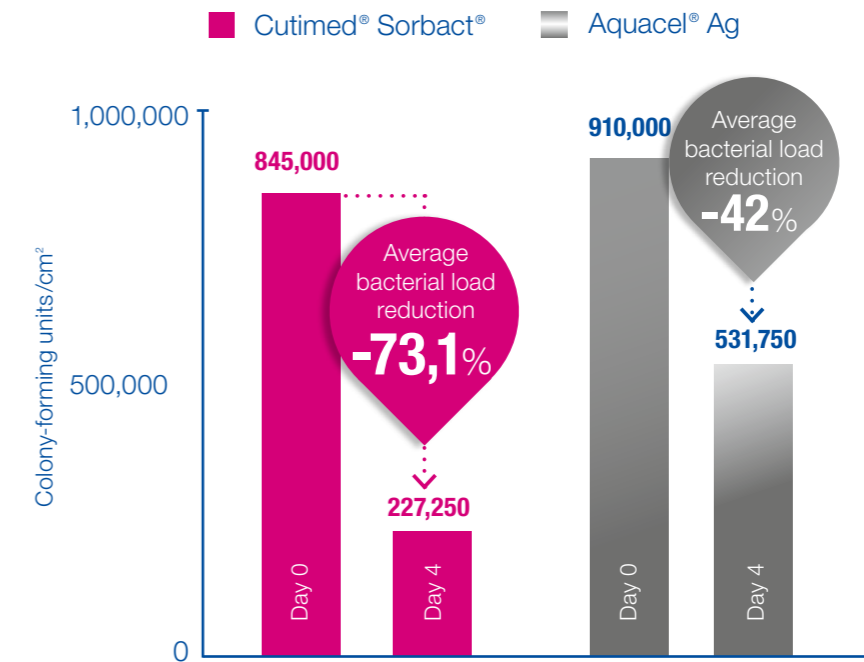 Cutimed® Sorbact®
Aquacel® Ag
Colony-forming units/cm²
1,000,000
500,000
0
845,000
Average
bacterial load
reduction
-73,1%
227,250
Day 0
Day 4
910,000
Average
bacterial load
reduction
-42%
531,750
Day 0
Day 4